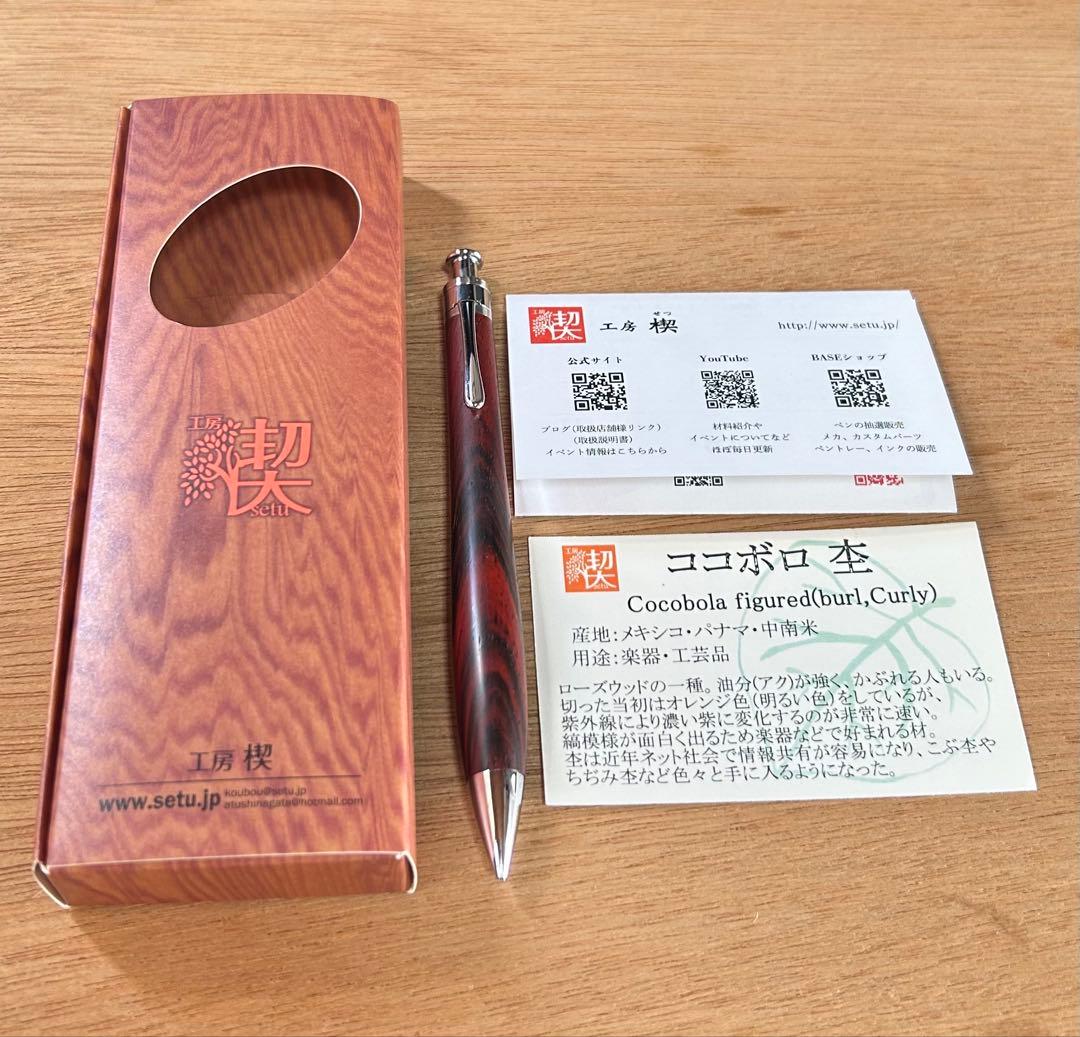 工房
楔
setu
工房 楔
www.setu.jp
koubou@setu.jp
atushinagata@hotmail.com
工房
楔
setu
せつ
工房 楔
http://www.setu.jp/
公式サイト
ブログ(取扱店舗様リンク)
(取扱説明書)
イベント情報はこちらから
YouTube
材料紹介や
イベントについてなど
ほぼ毎日更新
BASEショップ
ペンの抽選販売
メカ、カスタムパーツ
ペントレー、インクの販売
工房
楔
setu
ココボロ 杢
Cocobola figured(burl,Curly)
産地:メキシコ・パナマ・中南米
用途:楽器・工芸品
ローズウッドの一種。油分(アク)が強く、かぶれる人もいる。
切った当初はオレンジ色(明るい色)をしているが、
紫外線により濃い紫に変化するのが非常に速い。
縞模様が面白く出るため楽器などで好まれる材。
杢は近年ネット社会で情報共有が容易になり、こぶ杢や
ちぢみ杢など色々と手に入るようになった。